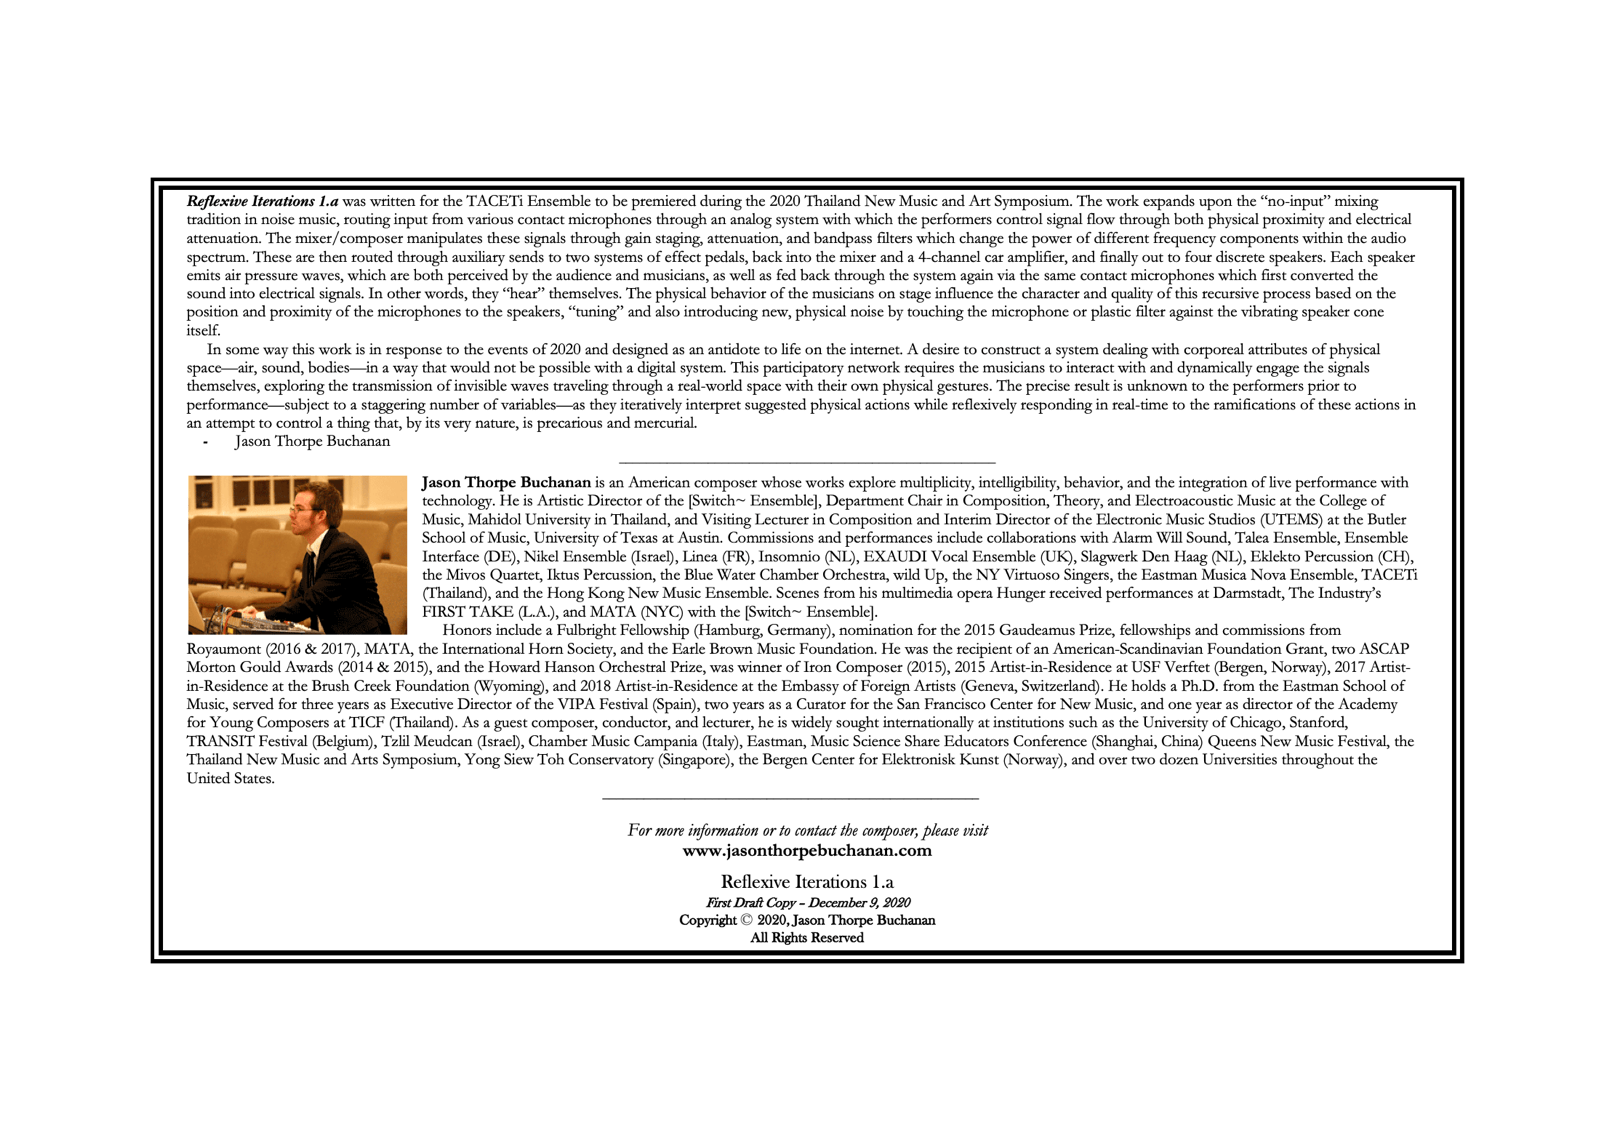 Reflexive Iterations 1.a was written for the TACETi Ensemble to be premiered during the 2020 Thailand New Music and Art Symposium. The work expands upon the “no-input” mixing
tradition in noise music, routing input from various contact microphones through an analog system with which the performers control signal flow through both physical proximity and electrical
attenuation. The mixer/composer manipulates these signals through gain staging, attenuation, and bandpass filters which change the power of different frequency components within the audio
spectrum. These are then routed through auxiliary sends to two systems of effect pedals, back into the mixer and a 4-channel car amplifier, and finally out to four discrete speakers. Each speaker
emits air pressure waves, which are both perceived by the audience and musicians, as well as fed back through the system again via the same contact microphones which first converted the
sound into electrical signals. In other words, they “hear” themselves. The physical behavior of the musicians on stage influence the character and quality of this recursive process based on the
position and proximity of the microphones to the speakers, “tuning” and also introducing new, physical noise by touching the microphone or plastic filter against the vibrating speaker cone
itself.
In some way this work is in response to the events of 2020 and designed as an antidote to life on the internet. A desire to construct a system dealing with corporeal attributes of physical
space—air, sound, bodies—in a way that would not be possible with a digital system. This participatory network requires the musicians to interact with and dynamically engage the signals
themselves, exploring the transmission of invisible waves traveling through a real-world space with their own physical gestures. The precise result is unknown to the performers prior to
performance—subject to a staggering number of variables—as they iteratively interpret suggested physical actions while reflexively responding in real-time to the ramifications of these actions in
an attempt to control a thing that, by its very nature, is precarious and mercurial.
- Jason Thorpe Buchanan
Jason Thorpe Buchanan is an American composer whose works explore multiplicity, intelligibility, behavior, and the integration of live performance with
technology. He is Artistic Director of the [Switch~ Ensemble], Department Chair in Composition, Theory, and Electroacoustic Music at the College of
Music, Mahidol University in Thailand, and Visiting Lecturer in Composition and Interim Director of the Electronic Music Studios (UTEMS) at the Butler
School of Music, University of Texas at Austin. Commissions and performances include collaborations with Alarm Will Sound, Talea Ensemble, Ensemble
Interface (DE), Nikel Ensemble (Israel), Linea (FR), Insomnio (NL), EXAUDI Vocal Ensemble (UK), Slagwerk Den Haag (NL), Eklekto Percussion (CH),
the Mivos Quartet, Iktus Percussion, the Blue Water Chamber Orchestra, wild Up, the NY Virtuoso Singers, the Eastman Musica Nova Ensemble, TACETi
(Thailand), and the Hong Kong New Music Ensemble. Scenes from his multimedia opera Hunger received performances at Darmstadt, The Industry’s
FIRST TAKE (L.A.), and MATA (NYC) with the [Switch~ Ensemble].
Honors include a Fulbright Fellowship (Hamburg, Germany), nomination for the 2015 Gaudeamus Prize, fellowships and commissions from
Royaumont (2016 & 2017), MATA, the International Horn Society, and the Earle Brown Music Foundation. He was the recipient of an American-Scandinavian Foundation Grant, two ASCAP
Morton Gould Awards (2014 & 2015), and the Howard Hanson Orchestral Prize, was winner of Iron Composer (2015), 2015 Artist-in-Residence at USF Verftet (Bergen, Norway), 2017 Artist-
in-Residence at the Brush Creek Foundation (Wyoming), and 2018 Artist-in-Residence at the Embassy of Foreign Artists (Geneva, Switzerland). He holds a Ph.D. from the Eastman School of
Music, served for three years as Executive Director of the VIPA Festival (Spain), two years as a Curator for the San Francisco Center for New Music, and one year as director of the Academy
for Young Composers at TICF (Thailand). As a guest composer, conductor, and lecturer, he is widely sought internationally at institutions such as the University of Chicago, Stanford,
TRANSIT Festival (Belgium), Tzlil Meudcan (Israel), Chamber Music Campania (Italy), Eastman, Music Science Share Educators Conference (Shanghai, China) Queens New Music Festival, the
Thailand New Music and Arts Symposium, Yong Siew Toh Conservatory (Singapore), the Bergen Center for Elektronisk Kunst (Norway), and over two dozen Universities throughout the
United States.
For more information or to contact the composer, please visit
www.jasonthorpebuchanan.com
Reflexive Iterations 1.a
First Draft Copy – December 9, 2020
Copyright © 2020, Jason Thorpe Buchanan
All Rights Reserved